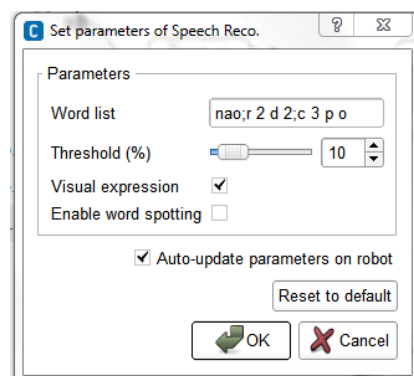 C Set parameters of Speech Reco. ?
Parameters
Word list nao;r 2 d 2;c 3 p o
Threshold (%) 10
Visual expression
Enable word spotting
Auto-update parameters on robot
Reset to default
OK Cancel